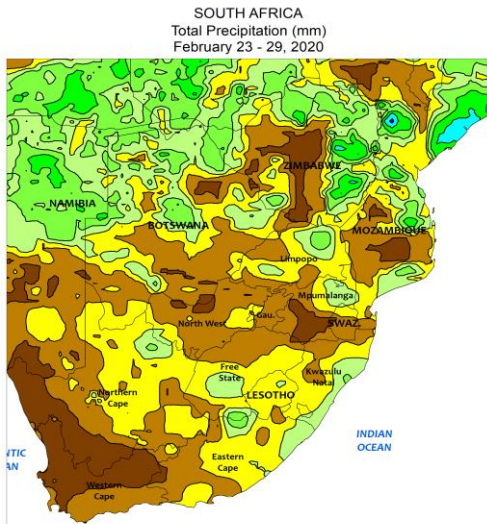 SOUTH AFRICA
Total Precipitation (mm)
February 23 - 29, 2020
ZIMBABWE
NAMIBIA
BOTSWANA
MOZAMBIQUE
Limpopo
Mpumalanga
North West
Gau.
SWAZ.
Free
State
Kwazulu
Natal
Northern
Cape
LESOTHO
INDIAN
OCEAN
NTIC
AN
Eastern
Cape
Western
Cape